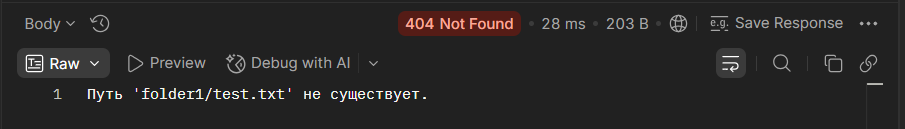 Body 404 Not Found • 28 ms • 203 B • e.g. Save Response •••
Raw Preview Debug with AI
1 Путь 'folder1/test.txt' не существует.